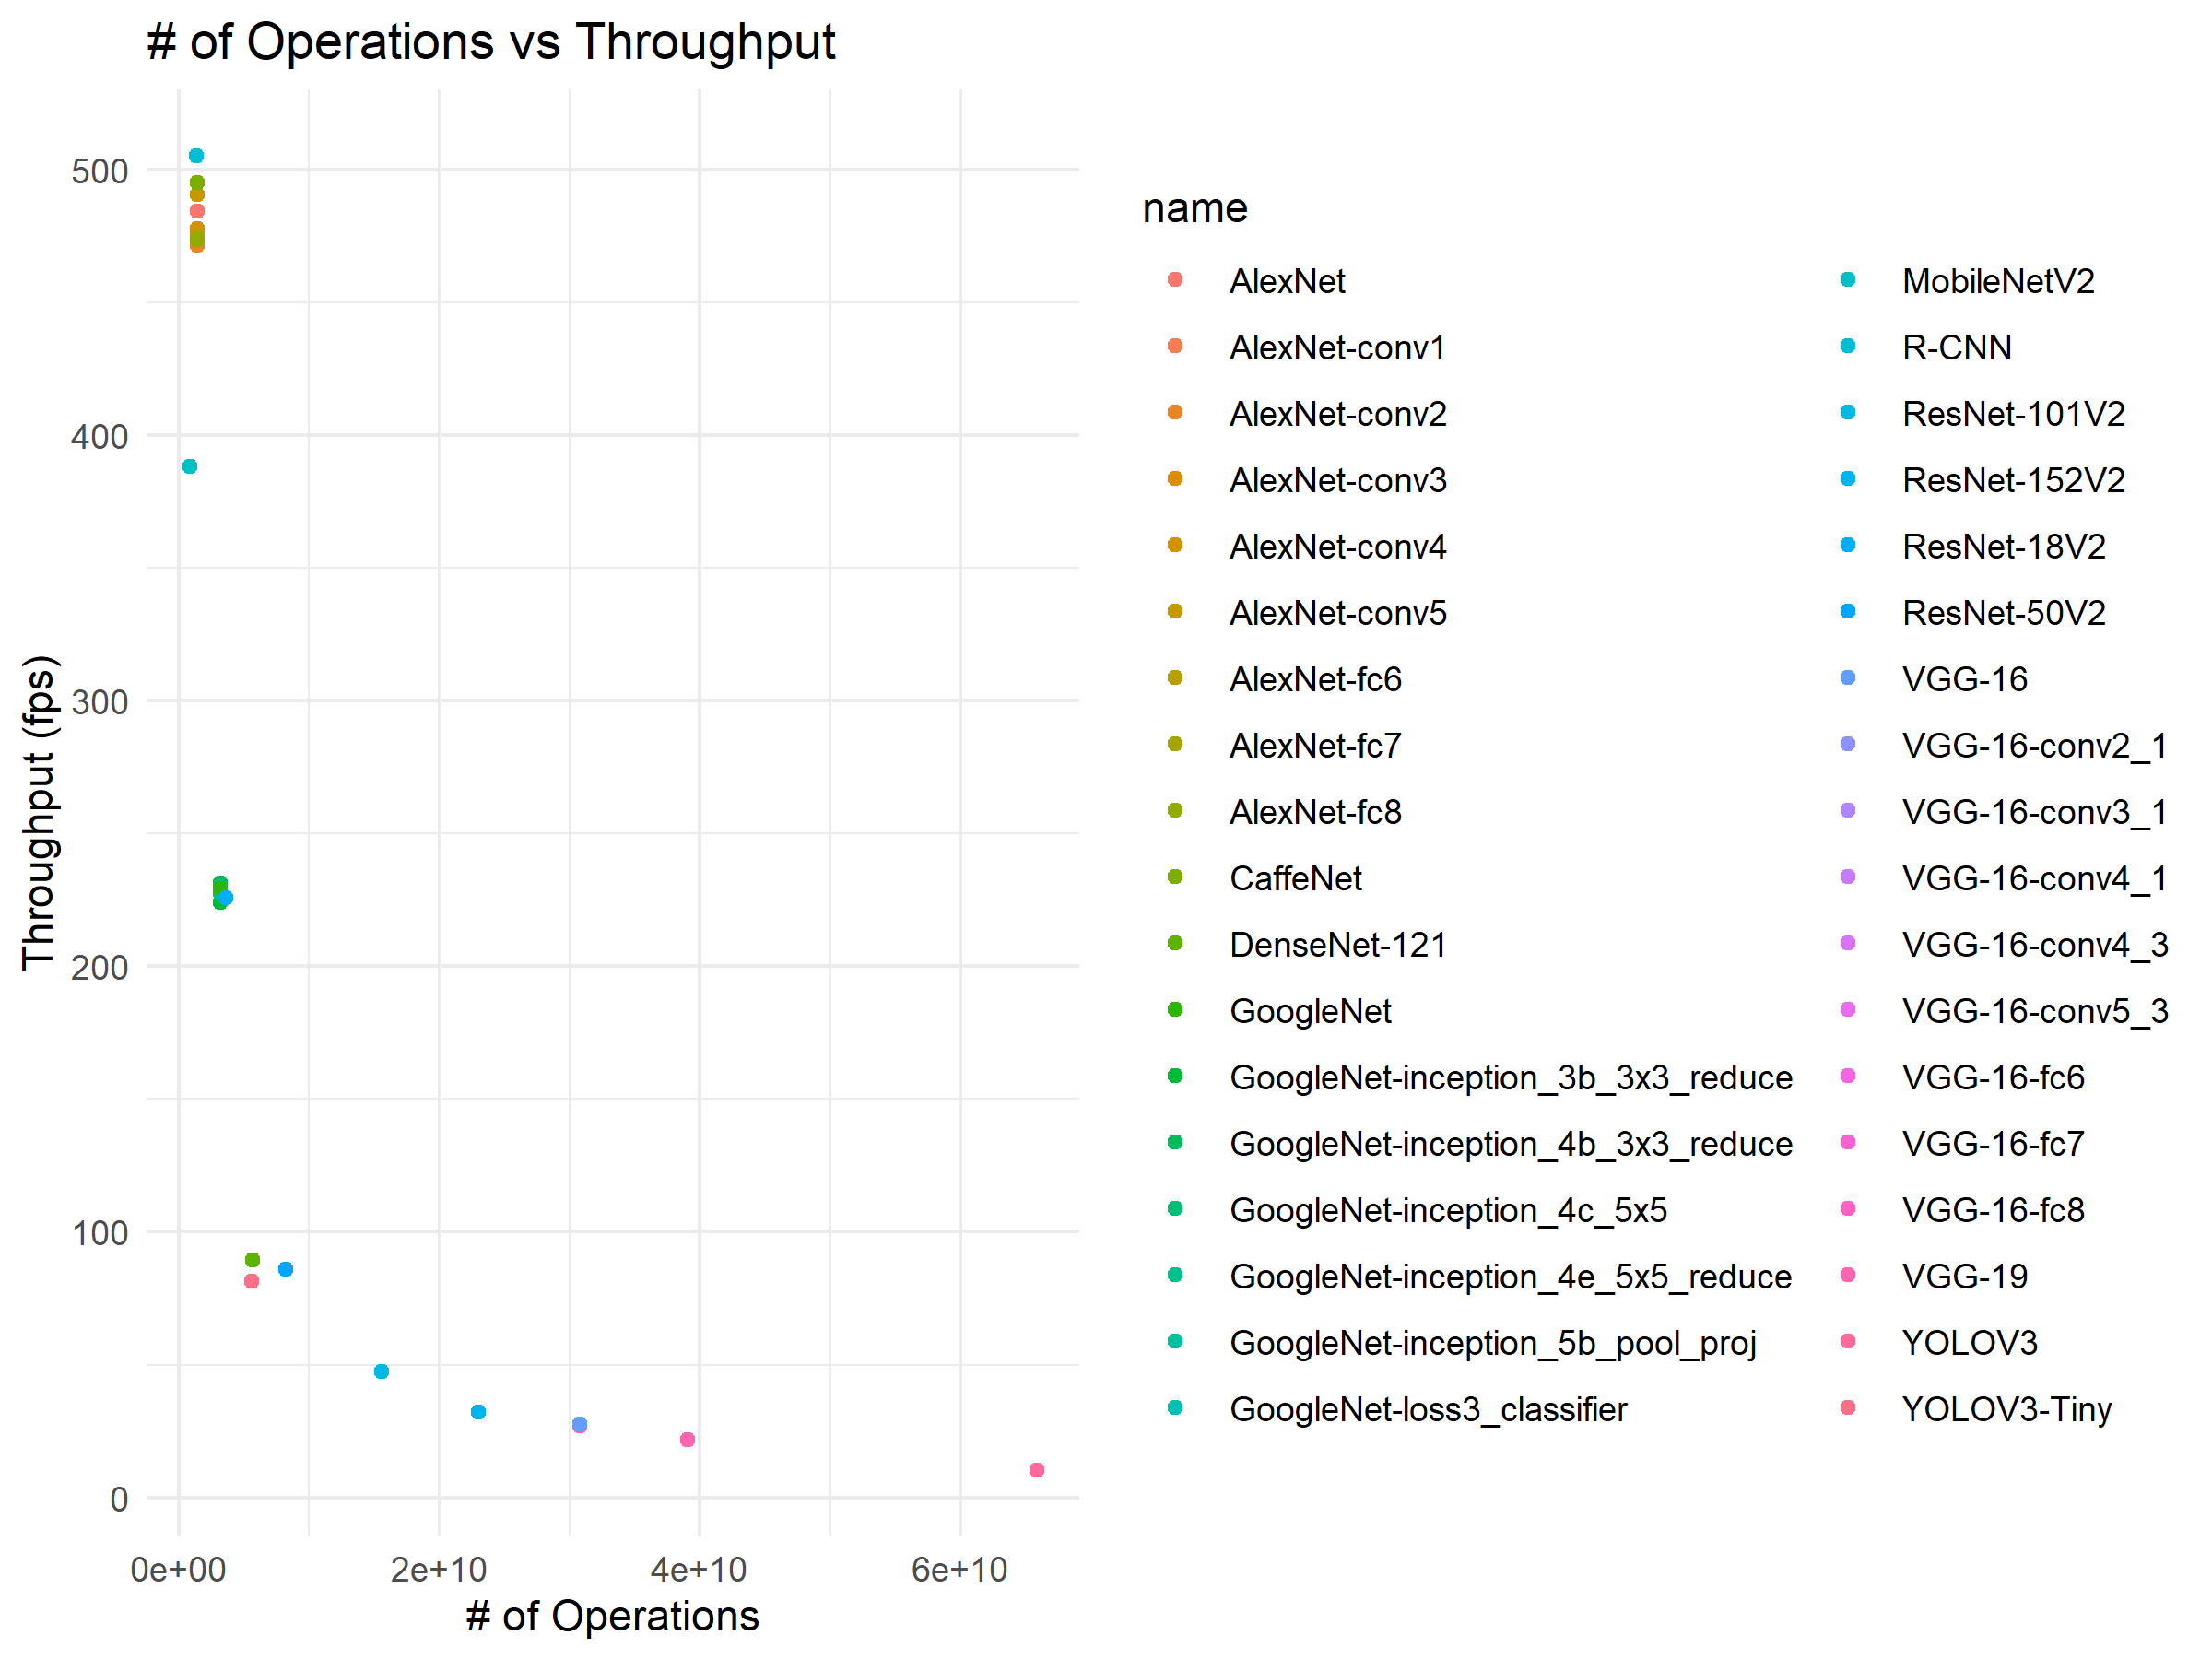 # of Operations vs Throughput
Throughput (fps)
500
400
300
200
100
0
0e+00
2e+10
4e+10
6e+10
# of Operations
name
AlexNet
AlexNet-conv1
AlexNet-conv2
AlexNet-conv3
AlexNet-conv4
AlexNet-conv5
AlexNet-fc6
AlexNet-fc7
AlexNet-fc8
CaffeNet
DenseNet-121
GoogleNet
GoogleNet-inception_3b_3x3_reduce
GoogleNet-inception_4b_3x3_reduce
GoogleNet-inception_4c_5x5
GoogleNet-inception_4e_5x5_reduce
GoogleNet-inception_5b_pool_proj
GoogleNet-loss3_classifier
MobileNetV2
R-CNN
ResNet-101V2
ResNet-152V2
ResNet-18V2
ResNet-50V2
VGG-16
VGG-16-conv2_1
VGG-16-conv3_1
VGG-16-conv4_1
VGG-16-conv4_3
VGG-16-conv5_3
VGG-16-fc6
VGG-16-fc7
VGG-16-fc8
VGG-19
YOLOV3
YOLOV3-Tiny